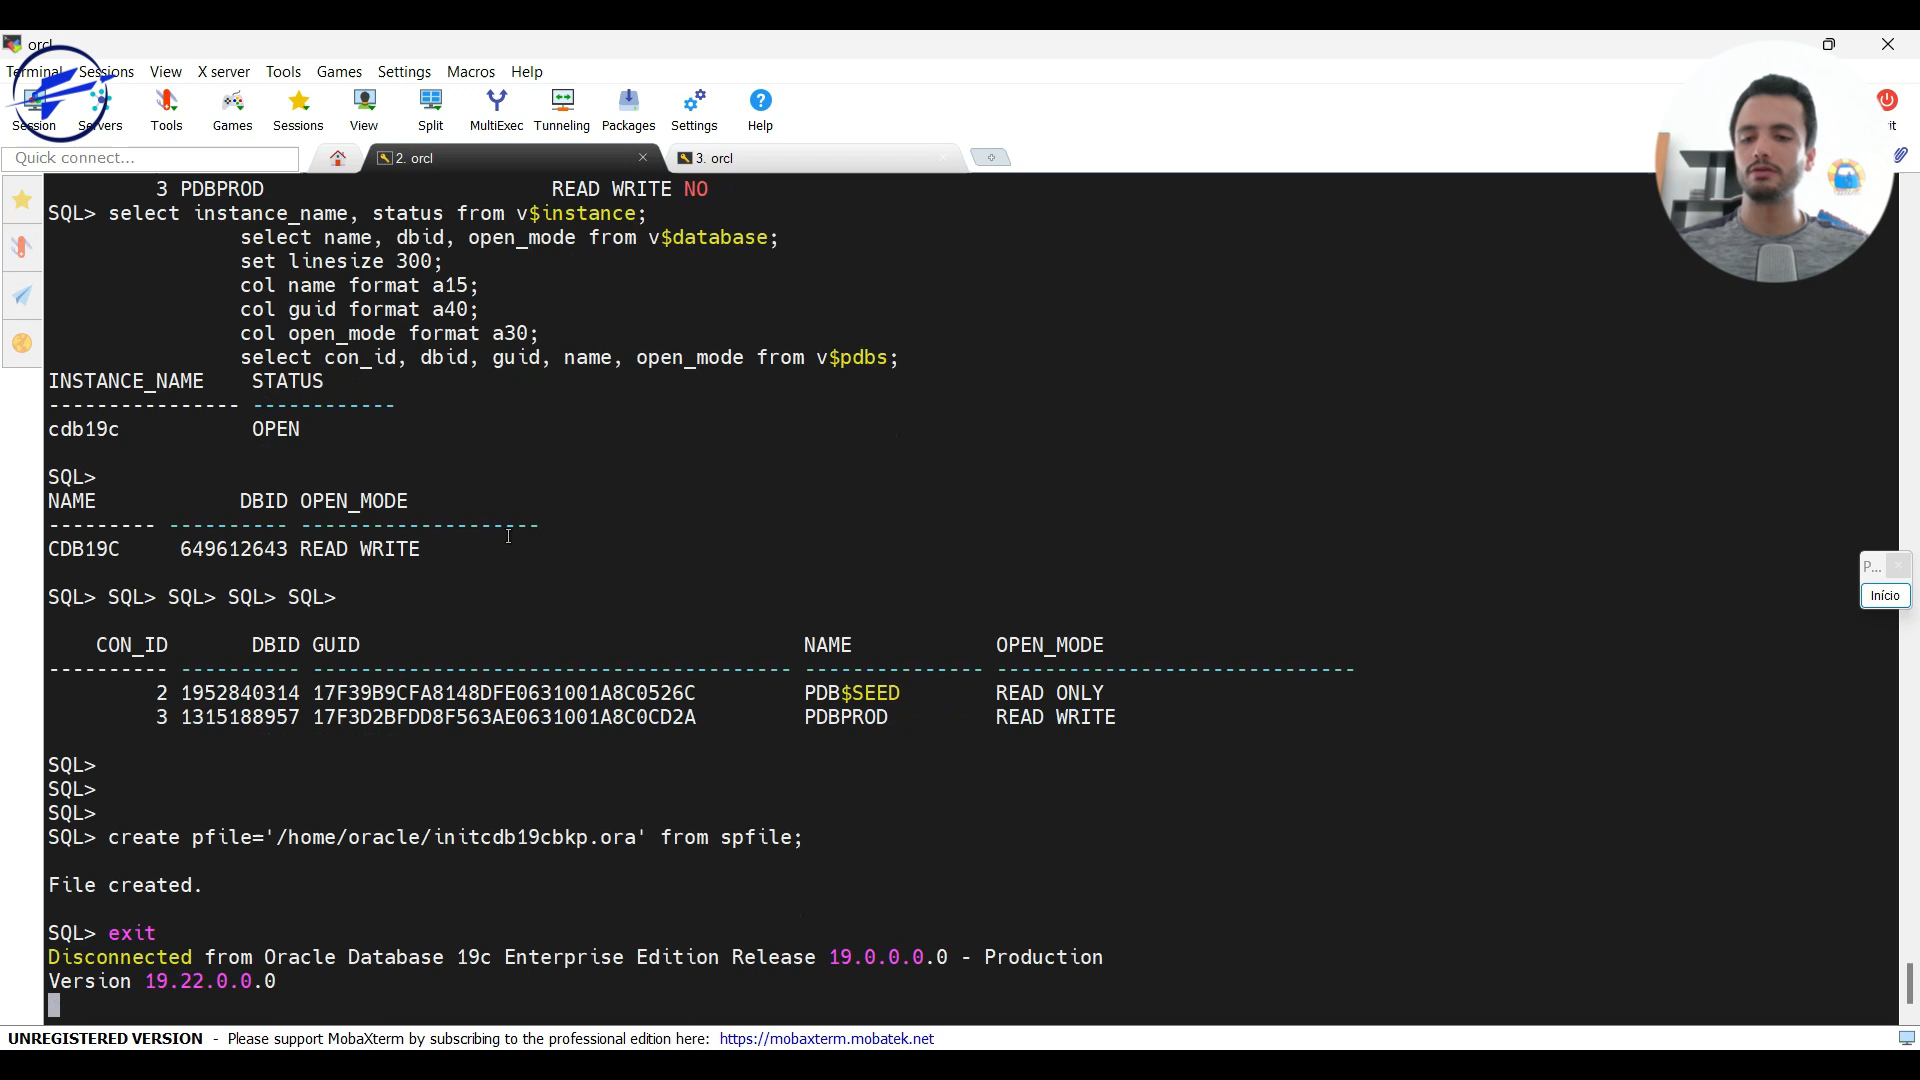 orcl
Terminal Sessions View X server Tools Games Settings Macros Help
Session Servers Tools Games Sessions View Split MultiExec Tunneling Packages Settings Help
Quick connect...
2. orcl
3. orcl
3 PDBPROD READ WRITE NO
SQL> select instance_name, status from v$instance;
select name, dbid, open_mode from v$database;
set linesize 300;
col name format a15;
col guid format a40;
col open_mode format a30;
select con_id, dbid, guid, name, open_mode from v$pdbs;
INSTANCE_NAME STATUS
---------------- ------------
cdb19c OPEN
SQL>
NAME DBID OPEN_MODE
--------- ---------- --------------------
CDB19C 649612643 READ WRITE
SQL> SQL> SQL> SQL> SQL>
CON_ID DBID GUID NAME OPEN_MODE
---------- ---------- ---------------------------------------- --------------- ------------------------------
2 1952840314 17F39B9CFA8148DFE0631001A8C0526C PDB$SEED READ ONLY
3 1315188957 17F3D2BFDD8F563AE0631001A8C0CD2A PDBPROD READ WRITE
SQL>
SQL>
SQL>
SQL> create pfile='/home/oracle/initcdb19cbkp.ora' from spfile;
File created.
SQL> exit
Disconnected from Oracle Database 19c Enterprise Edition Release 19.0.0.0.0 - Production
Version 19.22.0.0.0
P...
Início
UNREGISTERED VERSION - Please support MobaXterm by subscribing to the professional edition here: https://mobaxterm.mobatek.net